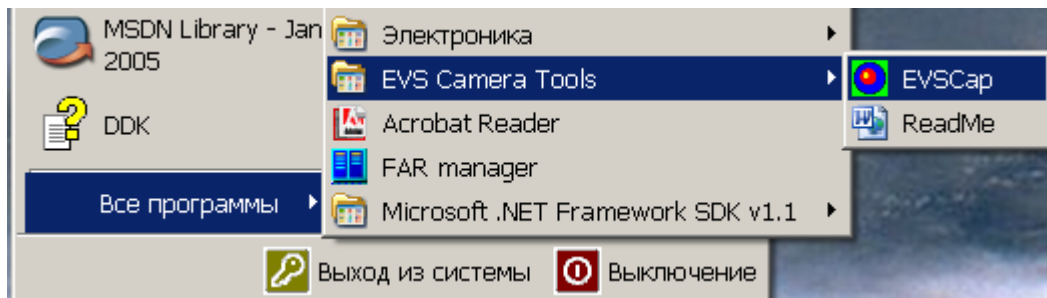 MSDN Library - Jan
2005
DDK
Все программы
Электроника
EVS Camera Tools
Acrobat Reader
FAR manager
Microsoft .NET Framework SDK v1.1
EVSCap
ReadMe
Выход из системы
Выключение